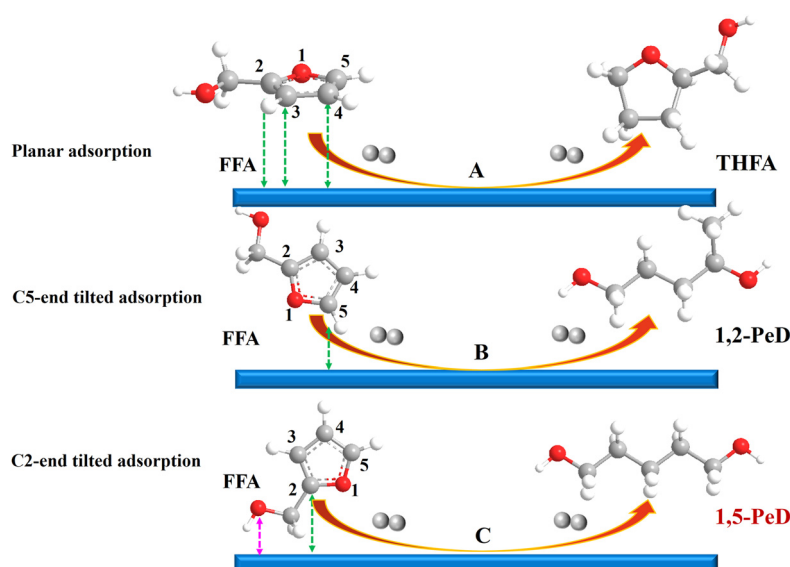 1
2
5
3
4
Planar adsorption
FFA
A
THFA
2
3
4
1
5
C5-end tilted adsorption
FFA
B
1,2-PeD
4
3
5
C2-end tilted adsorption
FFA
2
1
C
1,5-PeD